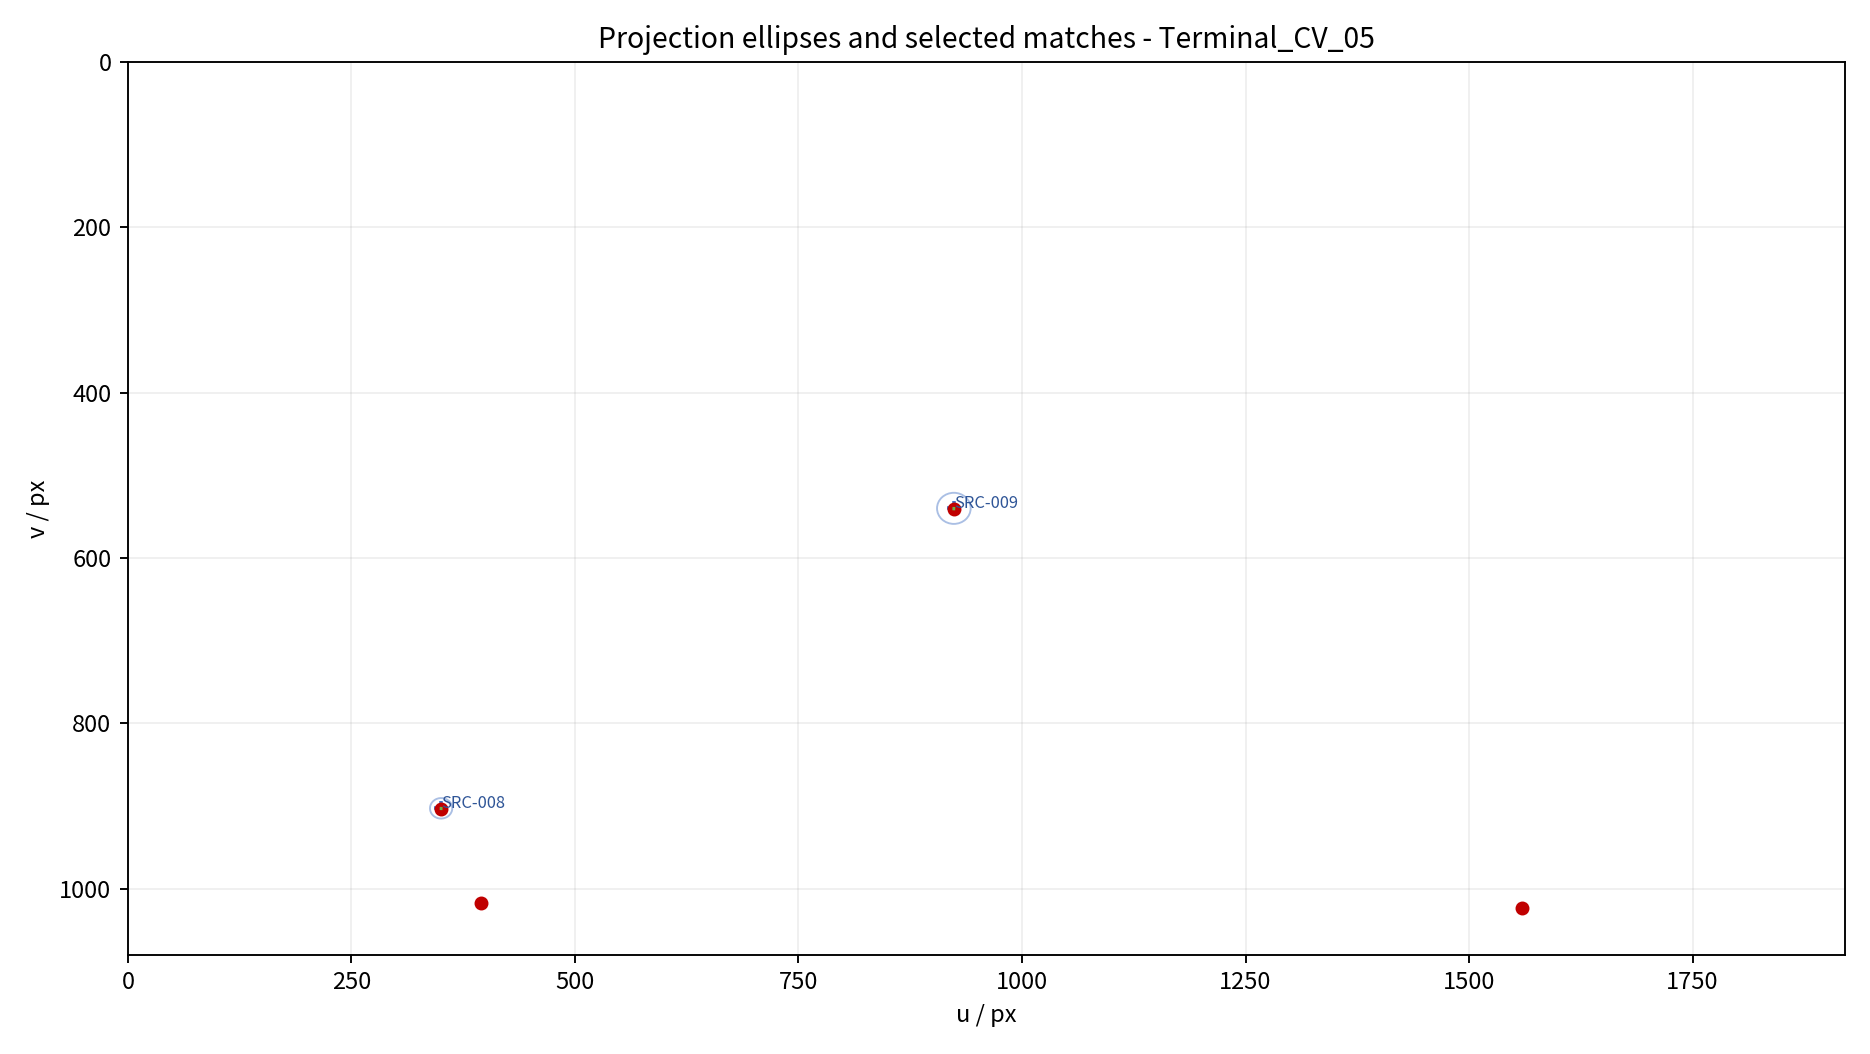 Projection ellipses and selected matches - Terminal_CV_05
0
200
400
600
800
1000
v / px
SRC-009
SRC-008
0 250 500 750 1000 1250 1500 1750
u / px